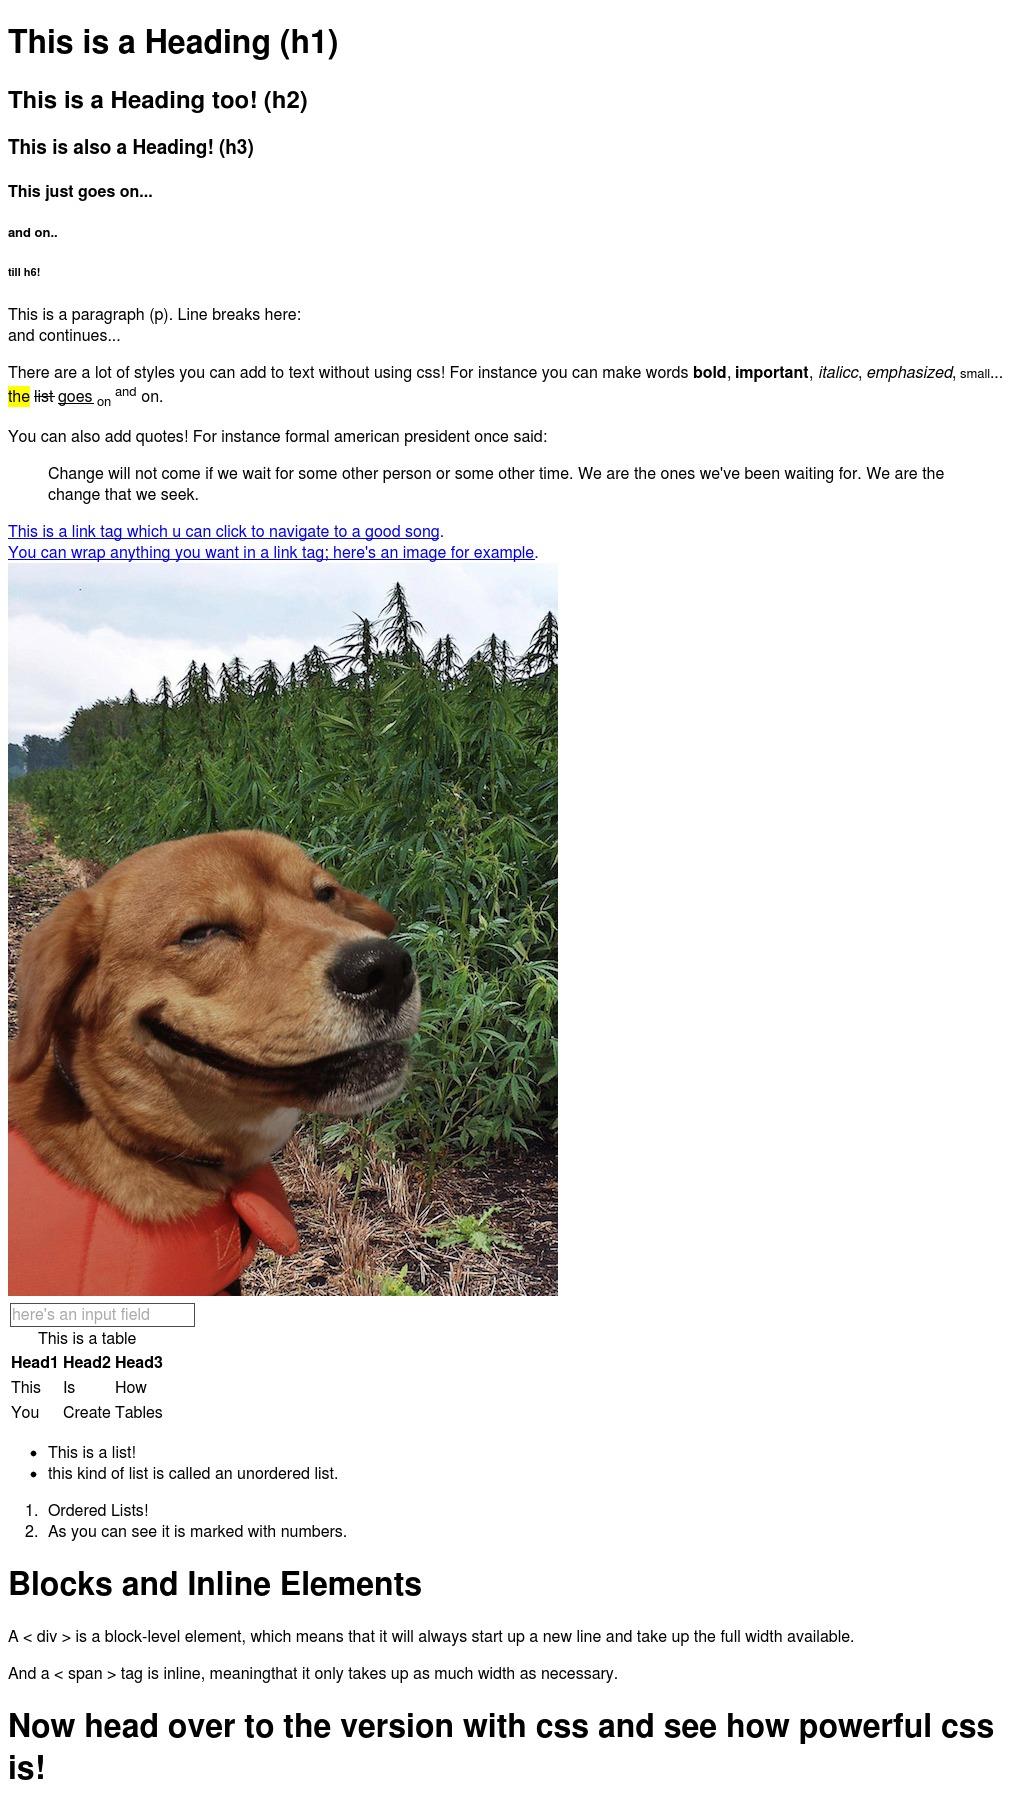 This is a Heading (h1)
This is a Heading too! (h2)
This is also a Heading! (h3)
This just goes on...
and on..
till h6!
This is a paragraph (p). Line breaks here:
and continues...
There are a lot of styles you can add to text without using css! For instance you can make words bold, important, italicc, emphasized, small...
the list goes on and on.
You can also add quotes! For instance formal american president once said:
Change will not come if we wait for some other person or some other time. We are the ones we've been waiting for. We are the
change that we seek.
This is a link tag which u can click to navigate to a good song.
You can wrap anything you want in a link tag; here's an image for example.
here's an input field
This is a table
Head1 Head2 Head3
This Is How
You Create Tables
• This is a list!
• this kind of list is called an unordered list.
1. Ordered Lists!
2. As you can see it is marked with numbers.
Blocks and Inline Elements
A < div > is a block-level element, which means that it will always start up a new line and take up the full width available.
And a < span > tag is inline, meaningthat it only takes up as much width as necessary.
Now head over to the version with css and see how powerful css
is!